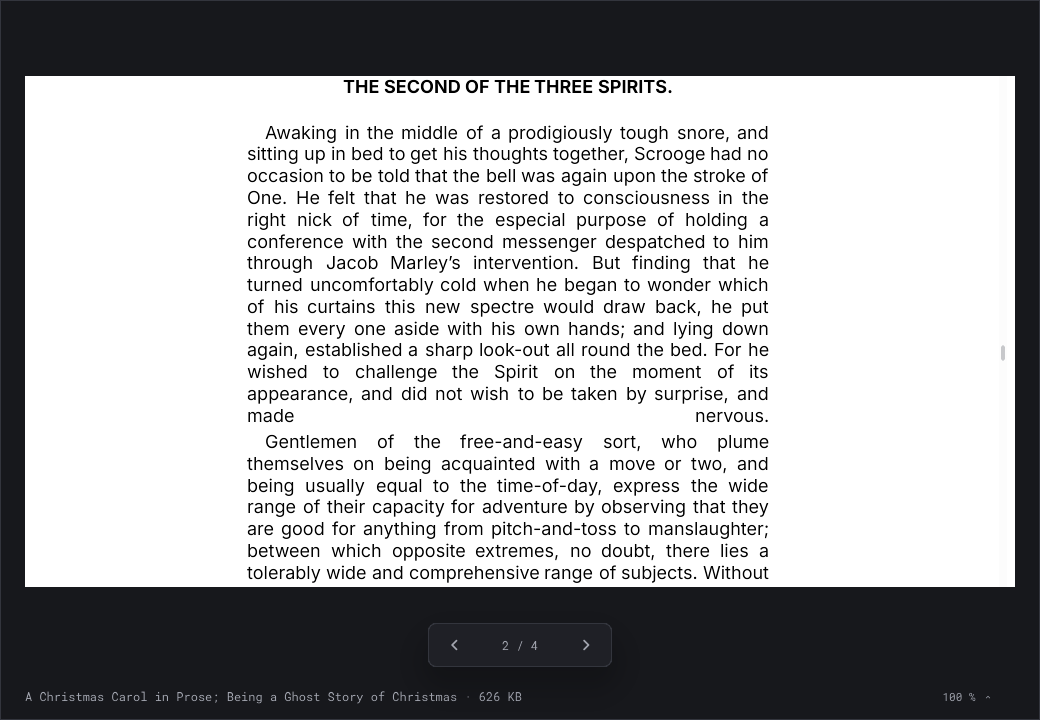 THE SECOND OF THE THREE SPIRITS.
Awaking in the middle of a prodigiously tough snore, and
sitting up in bed to get his thoughts together, Scrooge had no
occasion to be told that the bell was again upon the stroke of
One. He felt that he was restored to consciousness in the
right nick of time, for the especial purpose of holding a
conference with the second messenger despatched to him
through Jacob Marley’s intervention. But finding that he
turned uncomfortably cold when he began to wonder which
of his curtains this new spectre would draw back, he put
them every one aside with his own hands; and lying down
again, established a sharp look-out all round the bed. For he
wished to challenge the Spirit on the moment of its
appearance, and did not wish to be taken by surprise, and
made nervous.
Gentlemen of the free-and-easy sort, who plume
themselves on being acquainted with a move or two, and
being usually equal to the time-of-day, express the wide
range of their capacity for adventure by observing that they
are good for anything from pitch-and-toss to manslaughter;
between which opposite extremes, no doubt, there lies a
tolerably wide and comprehensive range of subjects. Without
2 / 4
A Christmas Carol in Prose; Being a Ghost Story of Christmas · 626 KB
100 %